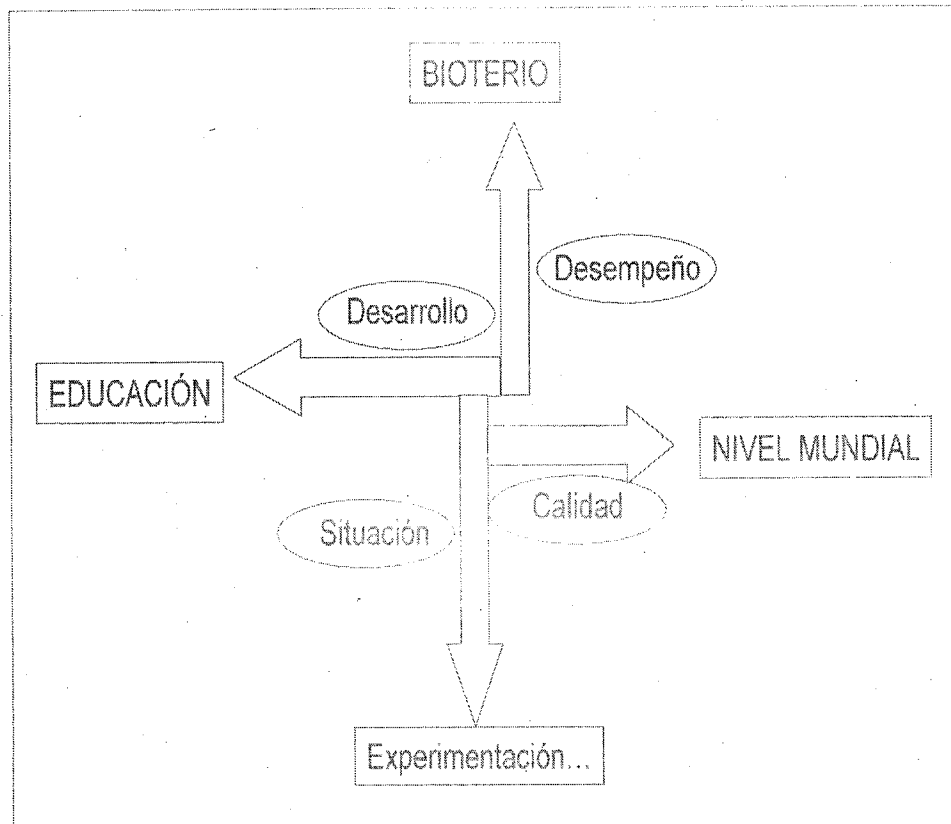 BIOTERIO
Desempeño
Desarrollo
EDUCACIÓN
NIVEL MUNDIAL
Calidad
Situación
Experimentación...